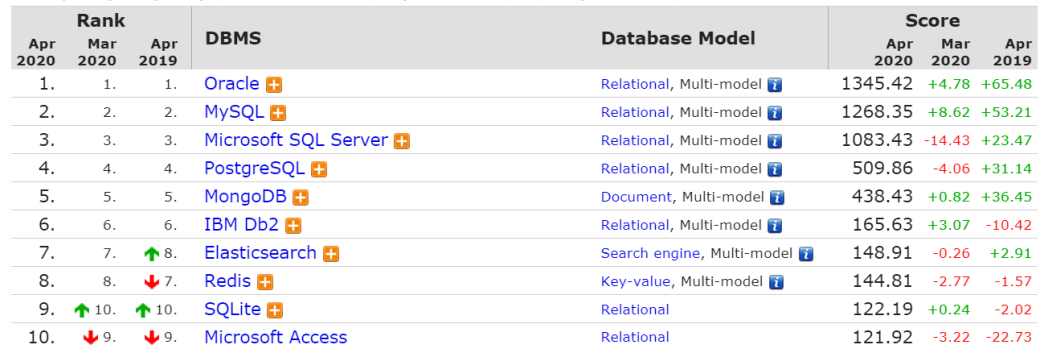 Rank Score
DBMS Database Model
Apr Mar Apr Apr Mar Apr
2020 2020 2019 2020 2020 2019
1. 1. 1. Oracle Relational, Multi-model 1345.42 +4.78 +65.48
2. 2. 2. MySQL Relational, Multi-model 1268.35 +8.62 +53.21
3. 3. 3. Microsoft SQL Server Relational, Multi-model 1083.43 -14.43 +23.47
4. 4. 4. PostgreSQL Relational, Multi-model 509.86 -4.06 +31.14
5. 5. 5. MongoDB Document, Multi-model 438.43 +0.82 +36.45
6. 6. 6. IBM Db2 Relational, Multi-model 165.63 +3.07 -10.42
7. 7. 8. Elasticsearch Search engine, Multi-model 148.91 -0.26 +2.91
8. 8. 7. Redis Key-value, Multi-model 144.81 -2.77 -1.57
9. 10. 10. SQLite Relational 122.19 +0.24 -2.02
10. 9. 9. Microsoft Access Relational 121.92 -3.22 -22.73